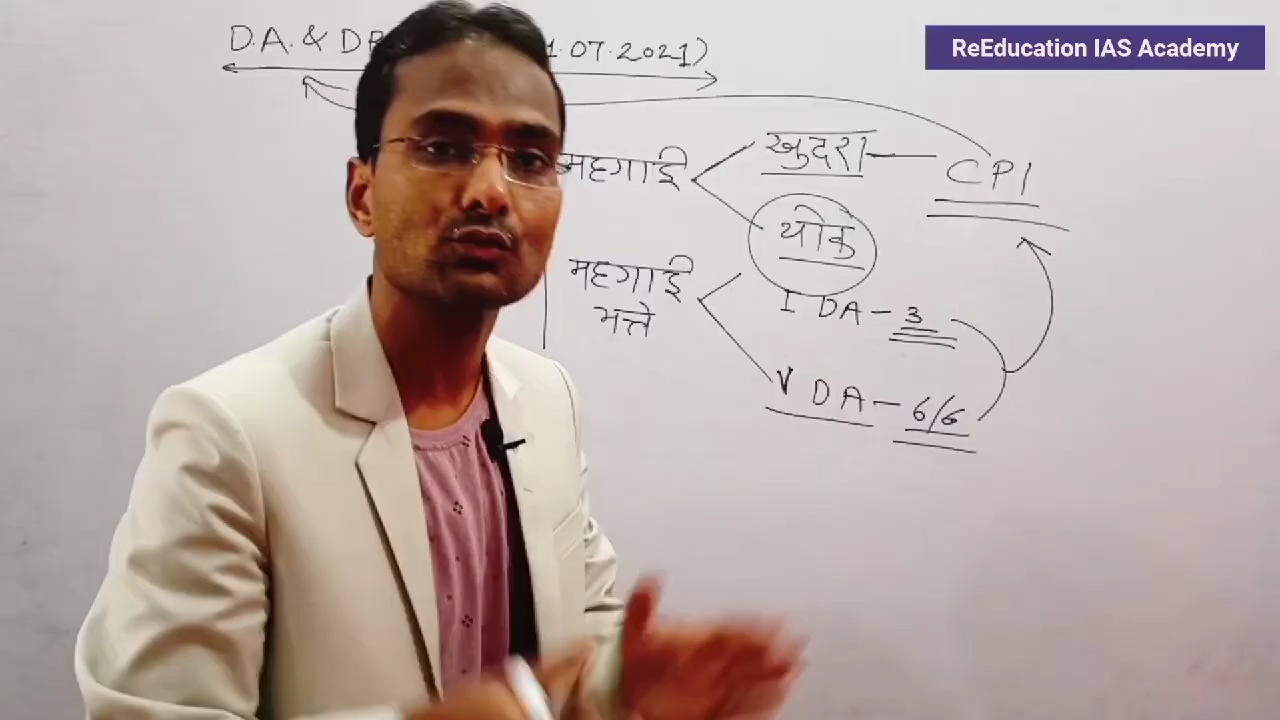 ReEducation IAS Academy
D.A. & DR 1.07.2021)
महगाई
खुदरा — CPI
थोक
महगाई
भत्ते
I DA - 3
V DA - 6/6